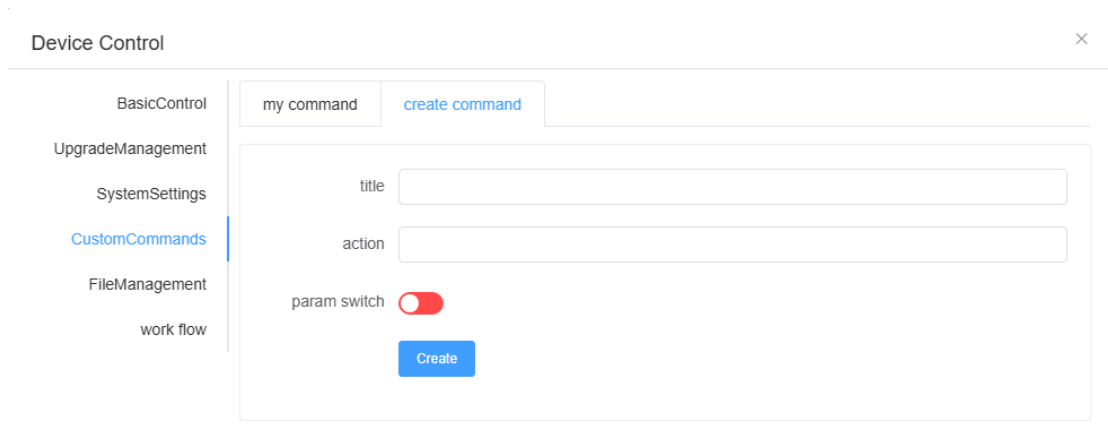 Device Control
BasicControl
UpgradeManagement
SystemSettings
CustomCommands
FileManagement
work flow
my command
create command
title
action
param switch
Create